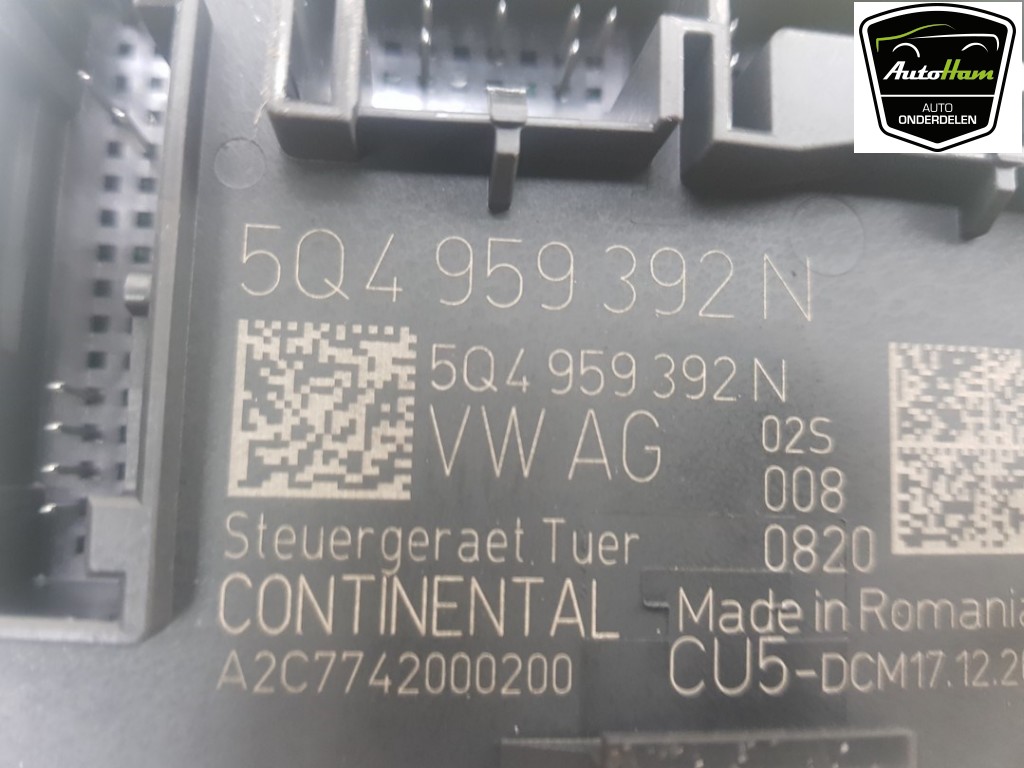 AutoHam
AUTO
ONDERDELEN
5Q4 959 392 N
5Q4 959 392 N
VW AG
02S
008
0820
Steuergeraet Tuer
CONTINENTAL
Made in Romania
A2C7742000200
CU5-DCM17.12.2